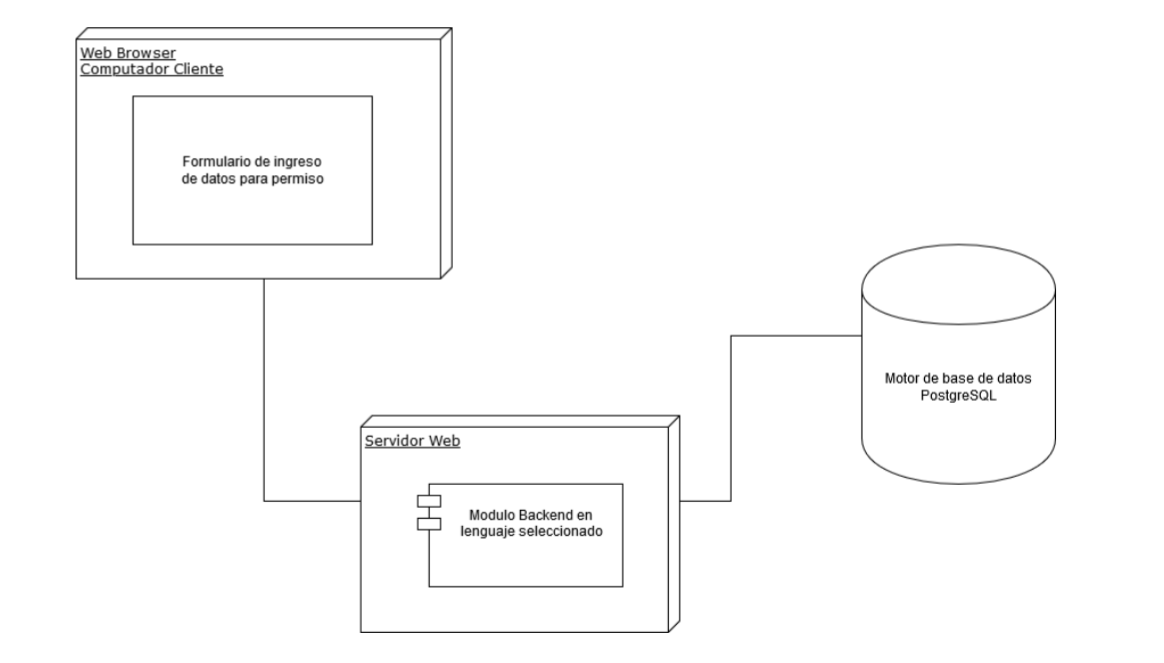 Web Browser
Computador Cliente
Formulario de ingreso
de datos para permiso
Motor de base de datos
PostgreSQL
Servidor Web
Modulo Backend en
lenguaje seleccionado